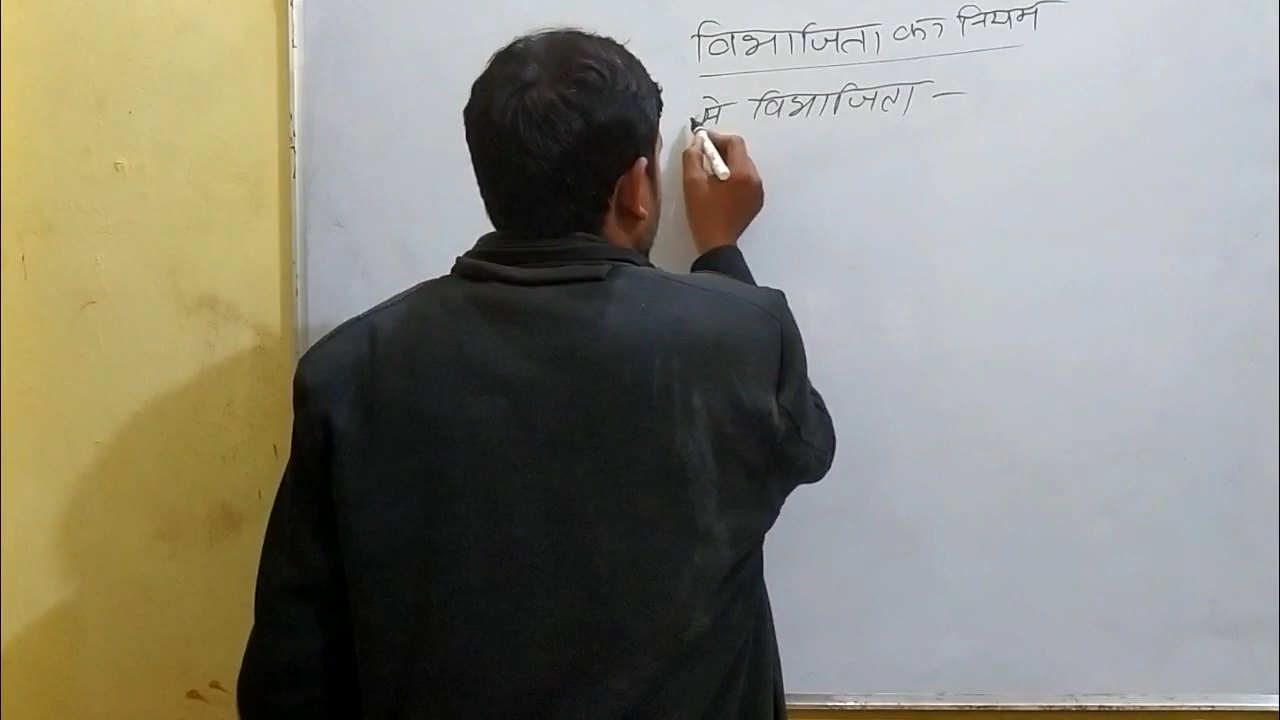 विभाजिता का नियम
से विभाजिता -